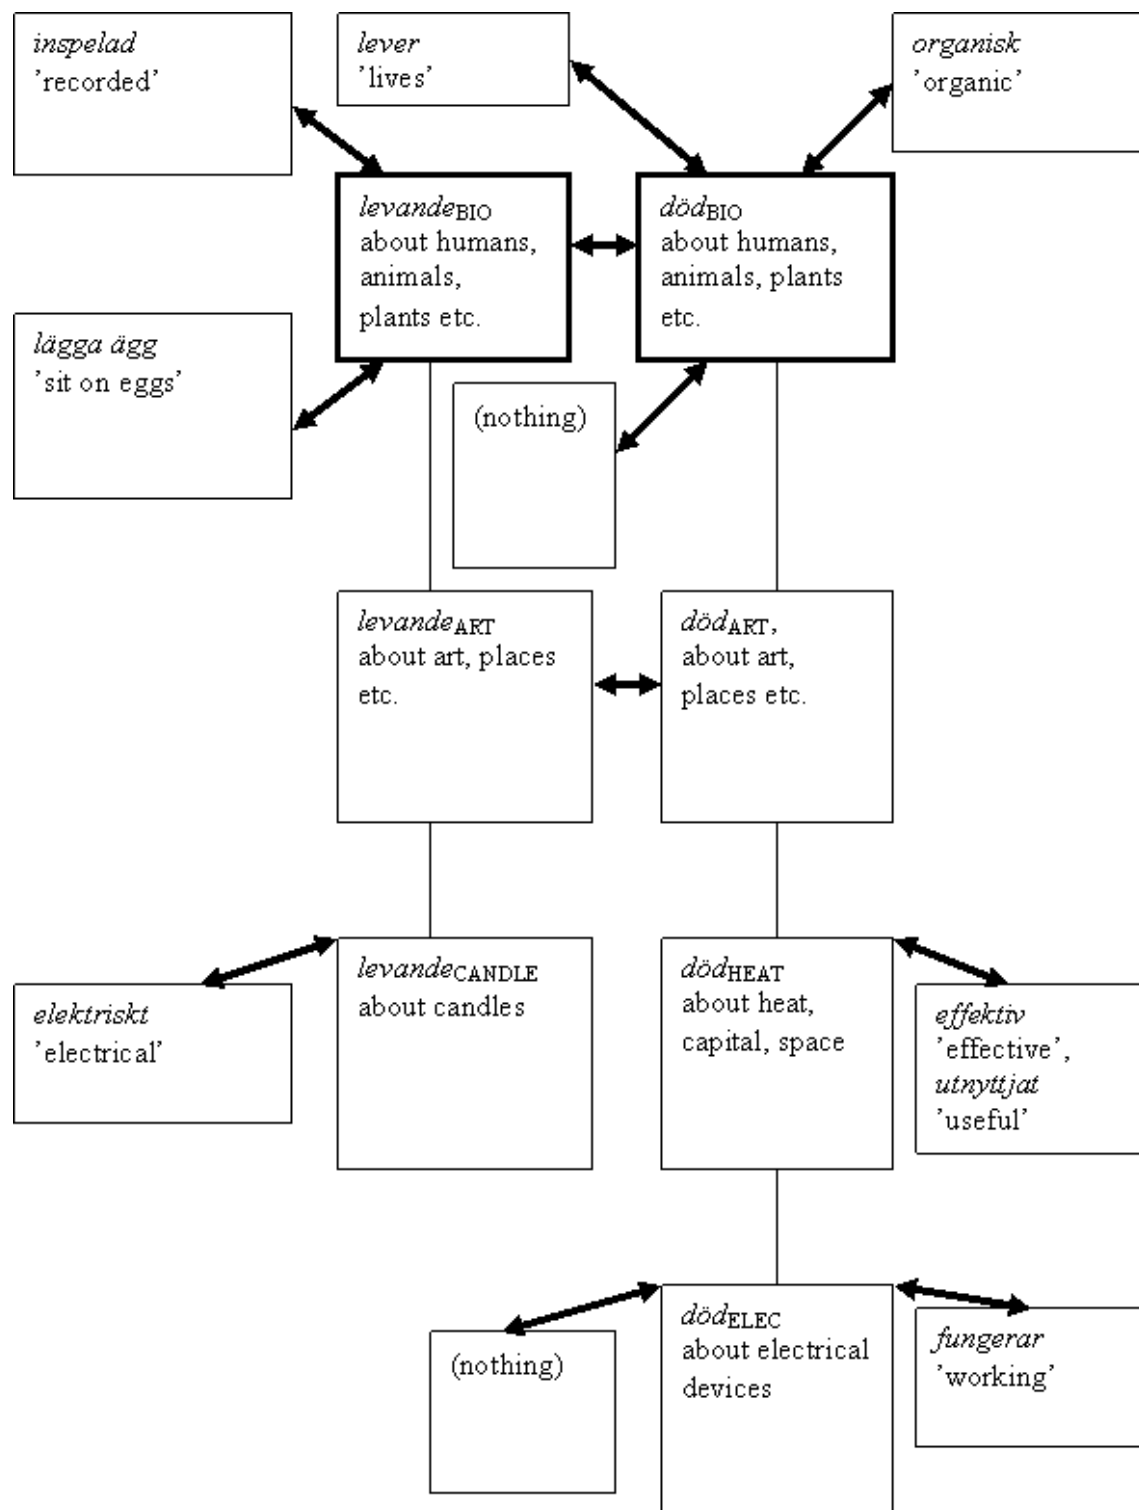 inspelad
’recorded’
lever
’lives’
organisk
’organic’
levandeBIO
about humans,
animals,
plants etc.
dödBIO
about humans,
animals, plants
etc.
lägga ägg
’sit on eggs’
(nothing)
levandeART
about art, places
etc.
dödART,
about art,
places etc.
elektriskt
’electrical’
levandeCANDLE
about candles
dödHEAT
about heat,
capital, space
effektiv
’effective’,
utnyttjat
’useful’
(nothing)
dödELEC
about electrical
devices
fungerar
’working’